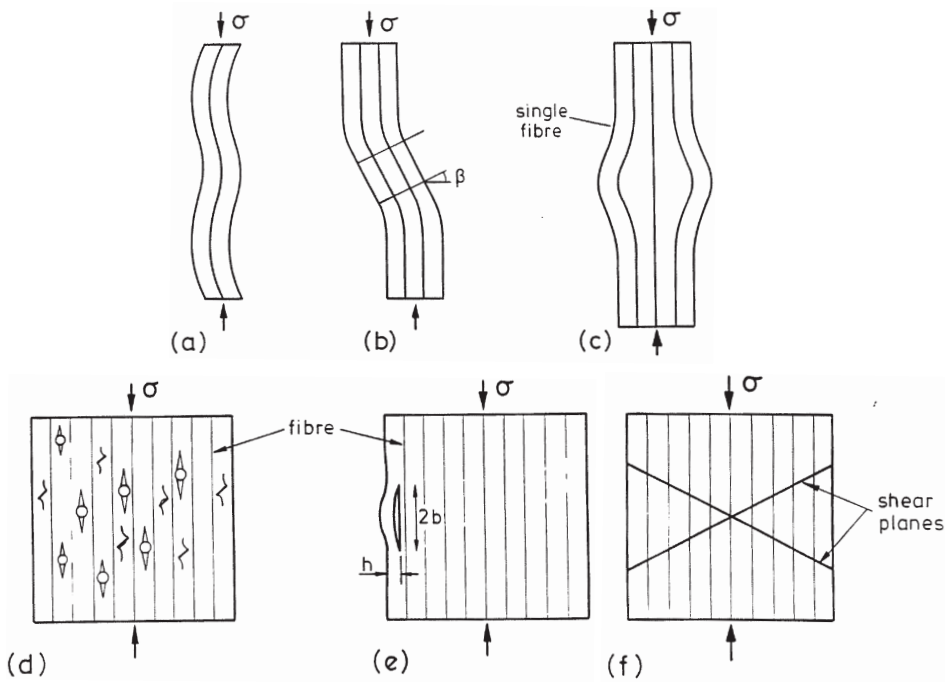 σ
σ
σ
single
fibre
β
(a)
(b)
(c)
σ
σ
σ
fibre
2b
h
shear
planes
(d)
(e)
(f)